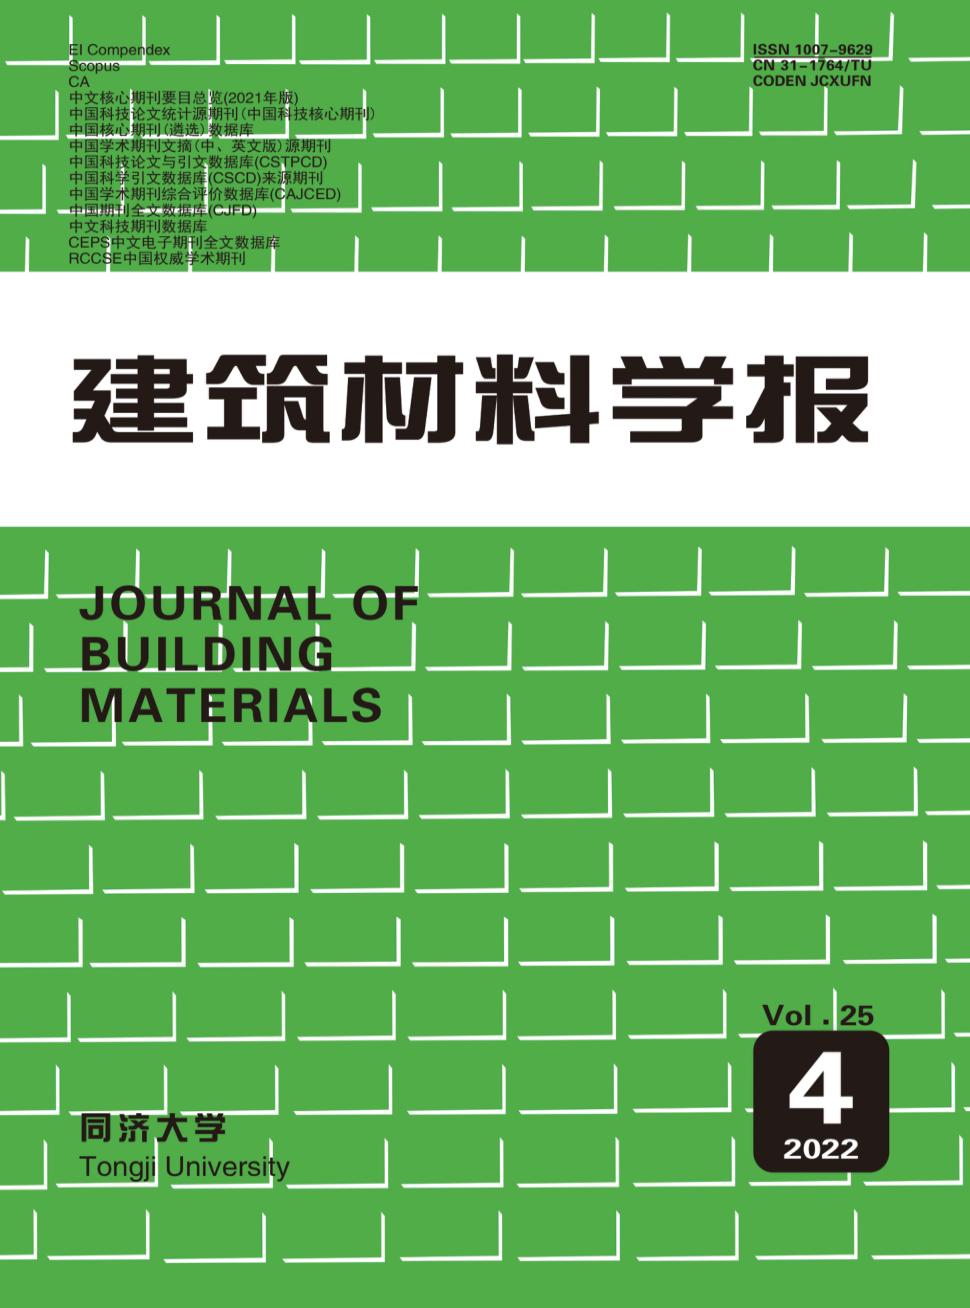 EI Compendex
Scopus
CA
中文核心期刊要目总览(2021年版)
中国科技论文统计源期刊(中国科技核心期刊)
中国核心期刊(遴选)数据库
中国学术期刊文摘(中、英文版)源期刊
中国科技论文与引文数据库(CSTPCD)
中国科学引文数据库(CSCD)来源期刊
中国学术期刊综合评价数据库(CAJCED)
中国期刊全文数据库(CJFD)
中文科技期刊数据库
CEPS中文电子期刊全文数据库
RCCSE中国权威学术期刊
ISSN 1007-9629
CN 31-1764/TU
CODEN JCXUFN
建筑材料学报
JOURNAL OF
BUILDING
MATERIALS
Vol . 25
4
2022
同济大学
Tongji University